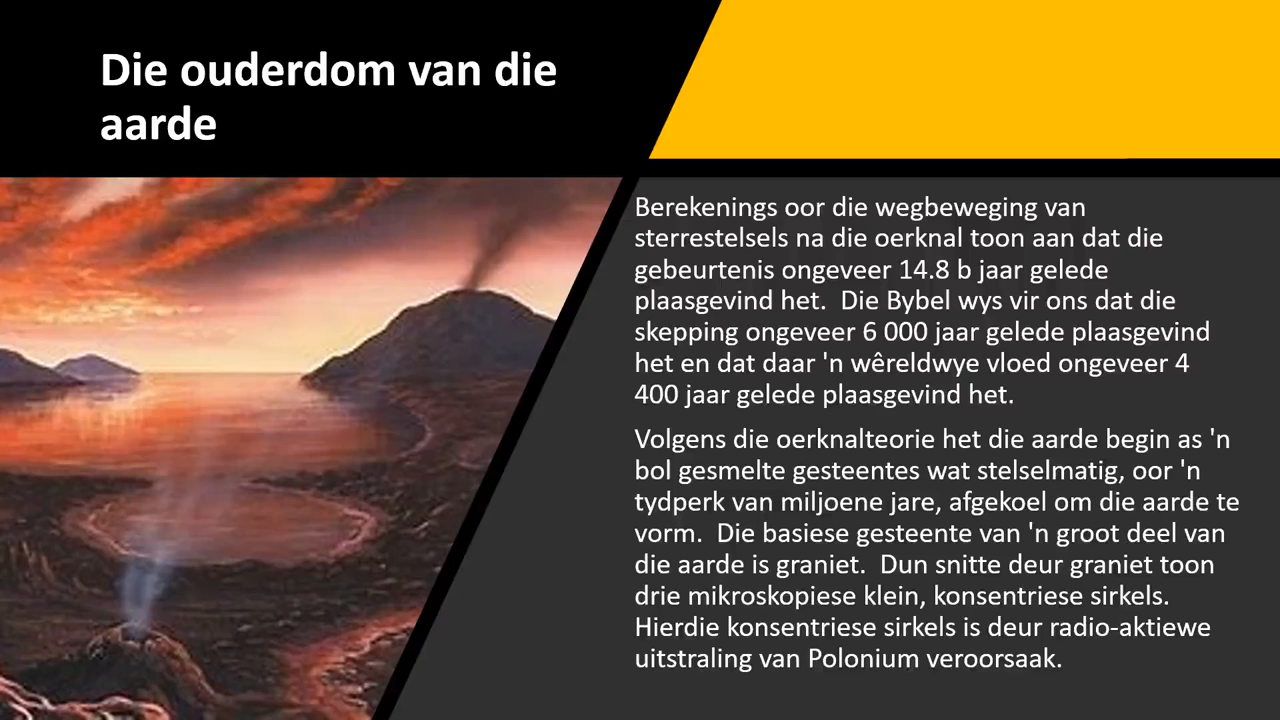 Die ouderdom van die
aarde
Berekenings oor die wegbeweging van
sterrestelsels na die oerknal toon aan dat die
gebeurtenis ongeveer 14.8 b jaar gelede
plaasgevind het.  Die Bybel wys vir ons dat die
skepping ongeveer 6 000 jaar gelede plaasgevind
het en dat daar 'n wêreldwye vloed ongeveer 4
400 jaar gelede plaasgevind het.
Volgens die oerknalteorie het die aarde begin as 'n
bol gesmelte gesteentes wat stelselmatig, oor 'n
tydperk van miljoene jare, afgekoel om die aarde te
vorm.  Die basiese gesteente van 'n groot deel van
die aarde is graniet.  Dun snitte deur graniet toon
drie mikroskopiese klein, konsentriese sirkels.
Hierdie konsentriese sirkels is deur radio-aktiewe
uitstraling van Polonium veroorsaak.